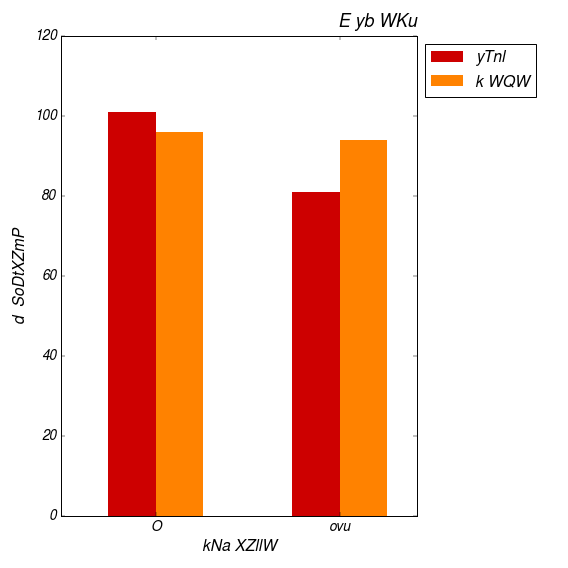 E yb WKu
yTnl
k WQW
120
100
80
60
40
20
0
d SoDtXZmP
O ovu
kNa XZllW